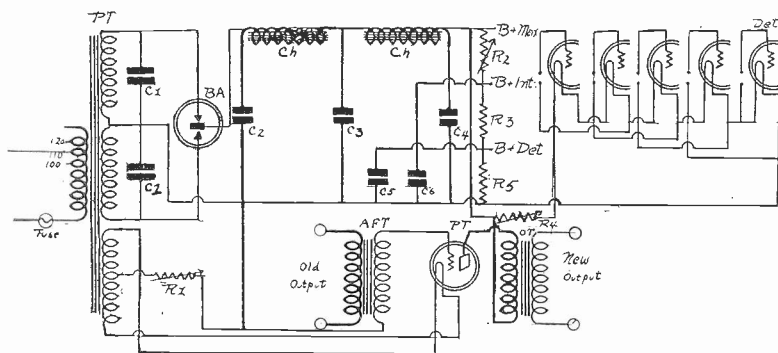 PT
C1
C1
120
110
100
Fuse
R1
BA
Ch
Ch
C2
C3
C4
C5
C6
B+Max
R2
B+Int.
R3
B+Det
R5
Det
R4
AFT
Old
Output
PT
or
New
Output